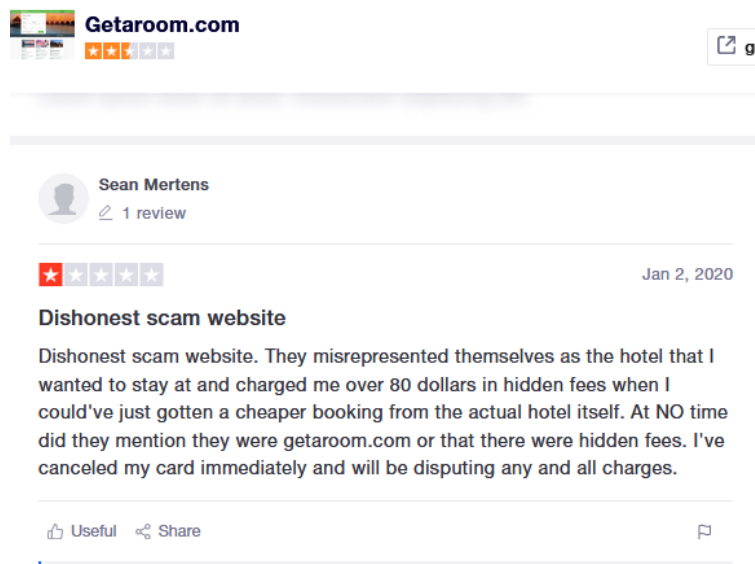 Getaroom.com
g
Sean Mertens
1 review
Jan 2, 2020
Dishonest scam website
Dishonest scam website. They misrepresented themselves as the hotel that I
wanted to stay at and charged me over 80 dollars in hidden fees when I
could've just gotten a cheaper booking from the actual hotel itself. At NO time
did they mention they were getaroom.com or that there were hidden fees. I've
canceled my card immediately and will be disputing any and all charges.
Useful Share